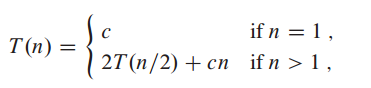 T(n) = { c if n = 1 ,
2T(n/2) + cn if n > 1 ,